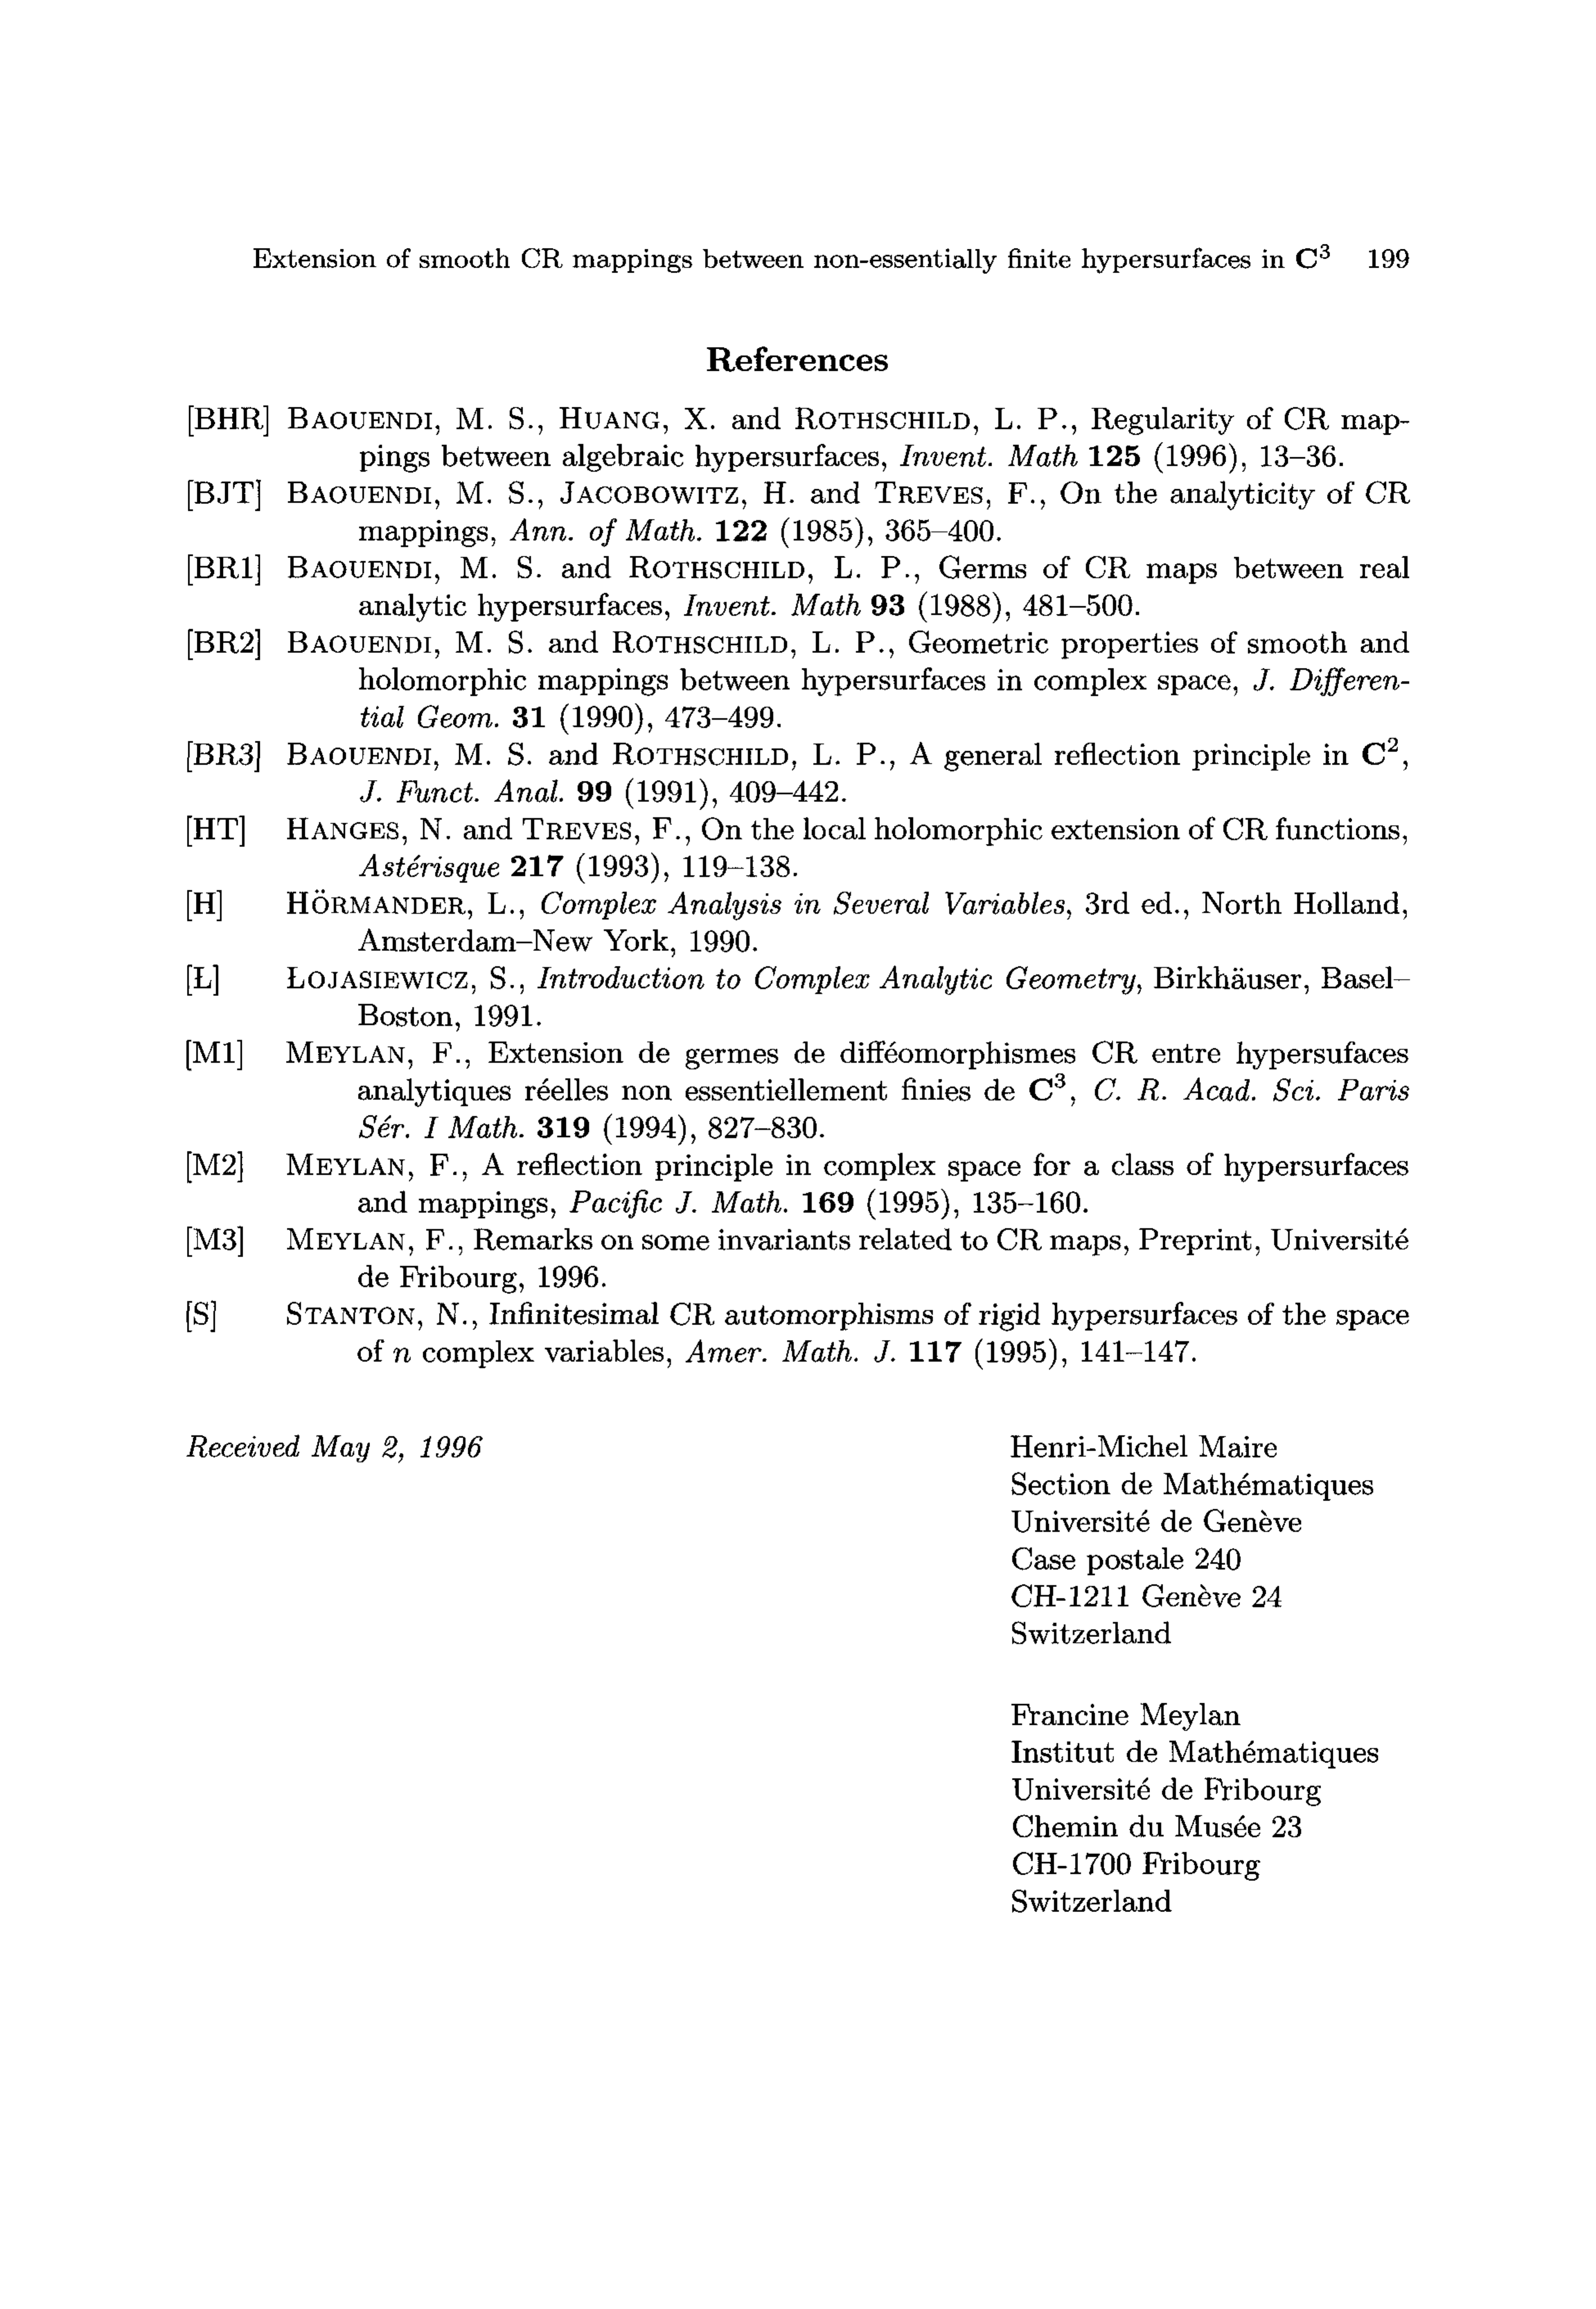 Extension of smooth CR mappings between non-essentially finite hypersurfaces in C³ 199
References
[BHR] BAOUENDI, M. S., HUANG, X. and ROTHSCHILD, L. P., Regularity of CR map-
pings between algebraic hypersurfaces, Invent. Math 125 (1996), 13–36.
[BJT] BAOUENDI, M. S., JACOBOWITZ, H. and TREVES, F., On the analyticity of CR
mappings, Ann. of Math. 122 (1985), 365–400.
[BR1] BAOUENDI, M. S. and ROTHSCHILD, L. P., Germs of CR maps between real
analytic hypersurfaces, Invent. Math 93 (1988), 481–500.
[BR2] BAOUENDI, M. S. and ROTHSCHILD, L. P., Geometric properties of smooth and
holomorphic mappings between hypersurfaces in complex space, J. Differen-
tial Geom. 31 (1990), 473–499.
[BR3] BAOUENDI, M. S. and ROTHSCHILD, L. P., A general reflection principle in C²,
J. Funct. Anal. 99 (1991), 409–442.
[HT] HANGES, N. and TREVES, F., On the local holomorphic extension of CR functions,
Astérisque 217 (1993), 119–138.
[H] HÖRMANDER, L., Complex Analysis in Several Variables, 3rd ed., North Holland,
Amsterdam–New York, 1990.
[Ł] ŁOJASIEWICZ, S., Introduction to Complex Analytic Geometry, Birkhäuser, Basel–
Boston, 1991.
[M1] MEYLAN, F., Extension de germes de difféomorphismes CR entre hypersufaces
analytiques réelles non essentiellement finies de C³, C. R. Acad. Sci. Paris
Sér. I Math. 319 (1994), 827–830.
[M2] MEYLAN, F., A reflection principle in complex space for a class of hypersurfaces
and mappings, Pacific J. Math. 169 (1995), 135–160.
[M3] MEYLAN, F., Remarks on some invariants related to CR maps, Preprint, Université
de Fribourg, 1996.
[S] STANTON, N., Infinitesimal CR automorphisms of rigid hypersurfaces of the space
of n complex variables, Amer. Math. J. 117 (1995), 141–147.
Received May 2, 1996
Henri-Michel Maire
Section de Mathématiques
Université de Genève
Case postale 240
CH-1211 Genève 24
Switzerland
Francine Meylan
Institut de Mathématiques
Université de Fribourg
Chemin du Musée 23
CH-1700 Fribourg
Switzerland